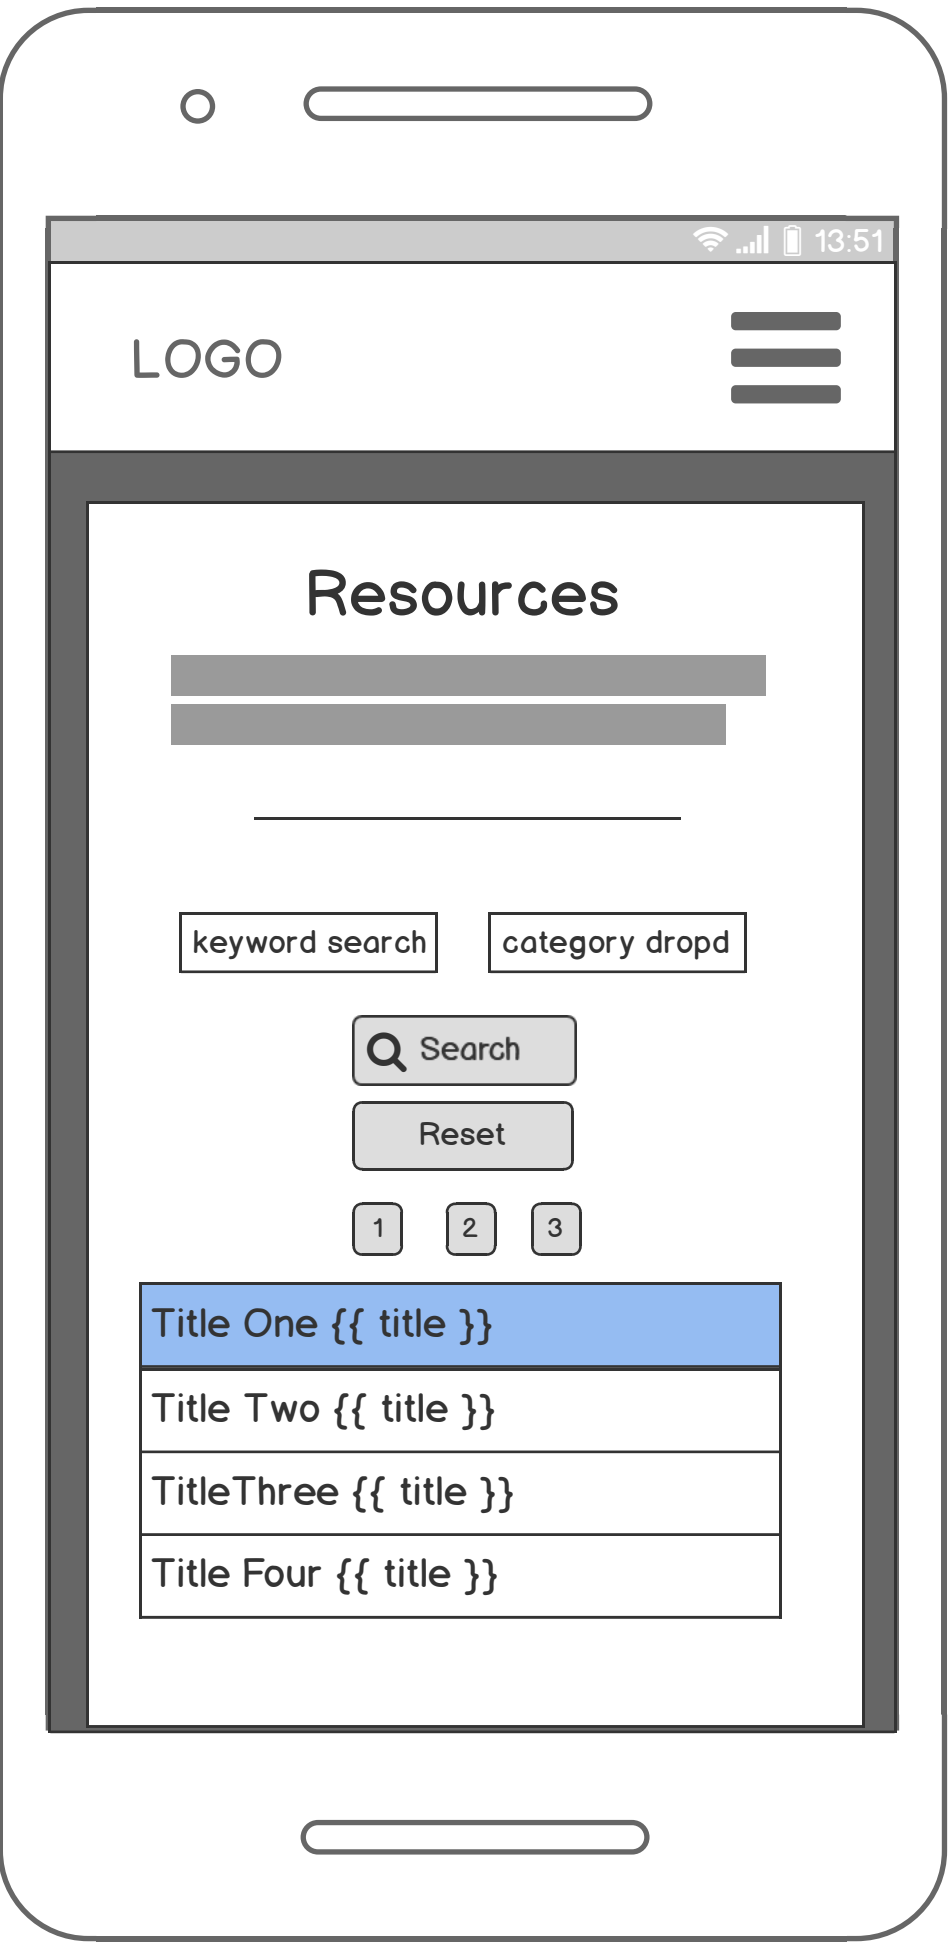 13:51
LOGO
Resources
keyword search
category dropd
Search
Reset
1 2 3
Title One {{ title }}
Title Two {{ title }}
TitleThree {{ title }}
Title Four {{ title }}